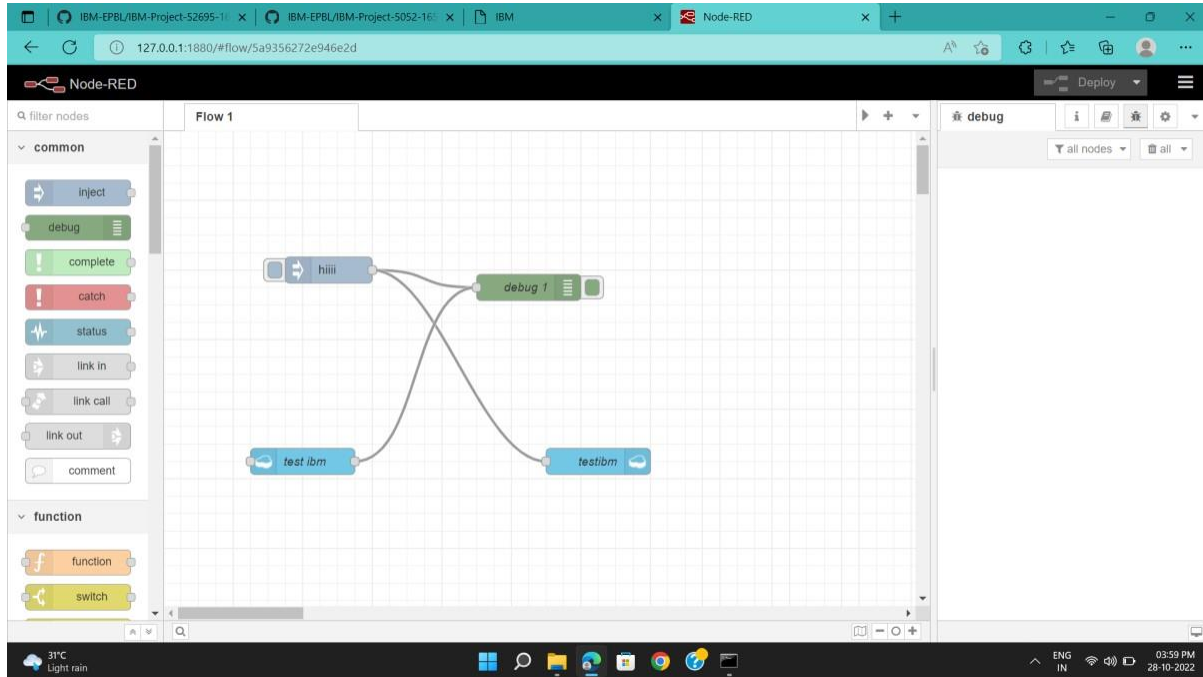 IBM-EPBL/IBM-Project-52695-16
IBM-EPBL/IBM-Project-5052-165
IBM
Node-RED
127.0.0.1:1880/#flow/5a9356272e946e2d
Node-RED
Deploy
filter nodes
Flow 1
debug
i
all nodes
all
common
inject
debug
complete
catch
status
link in
link call
link out
comment
function
function
switch
hiiii
debug 1
test ibm
testibm
31°C
Light rain
ENG
IN
03:59 PM
28-10-2022